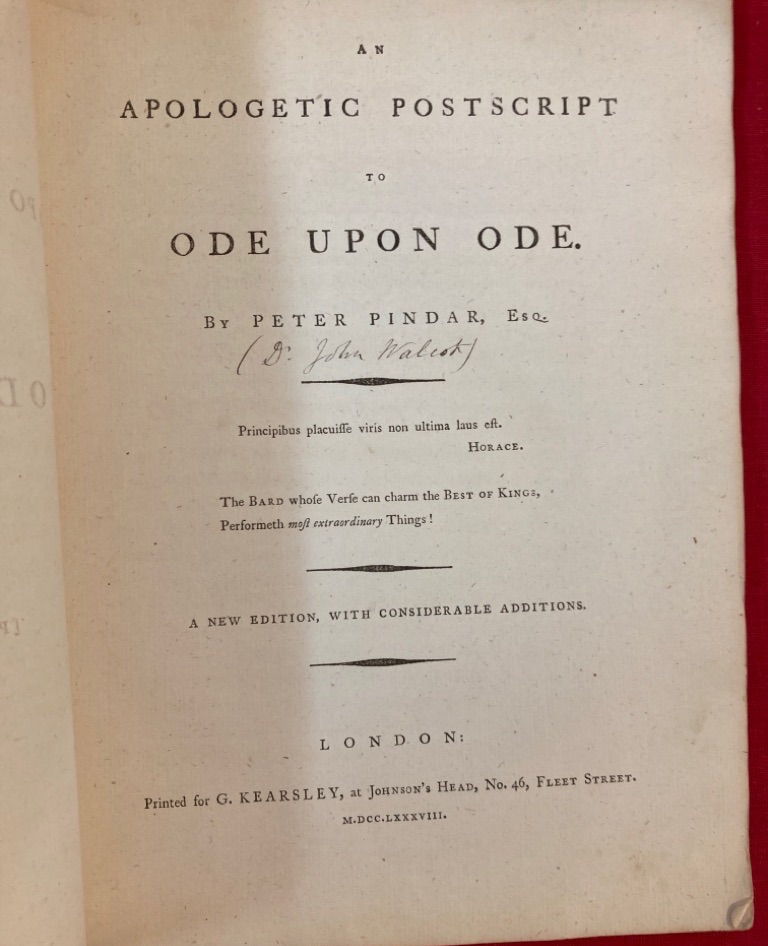 AN
APOLOGETIC POSTSCRIPT
TO
ODE UPON ODE.
By PETER PINDAR, Esq.
(Dr. John Walcot)
Principibus placuiſſe viris non ultima laus eſt.
HORACE.
The BARD whoſe Verſe can charm the BEST OF KINGS,
Performeth moſt extraordinary Things!
A NEW EDITION, WITH CONSIDERABLE ADDITIONS.
LONDON:
Printed for G. KEARSLEY, at JOHNSON's HEAD, No. 46, FLEET STREET.
M.DCC.LXXXVIII.